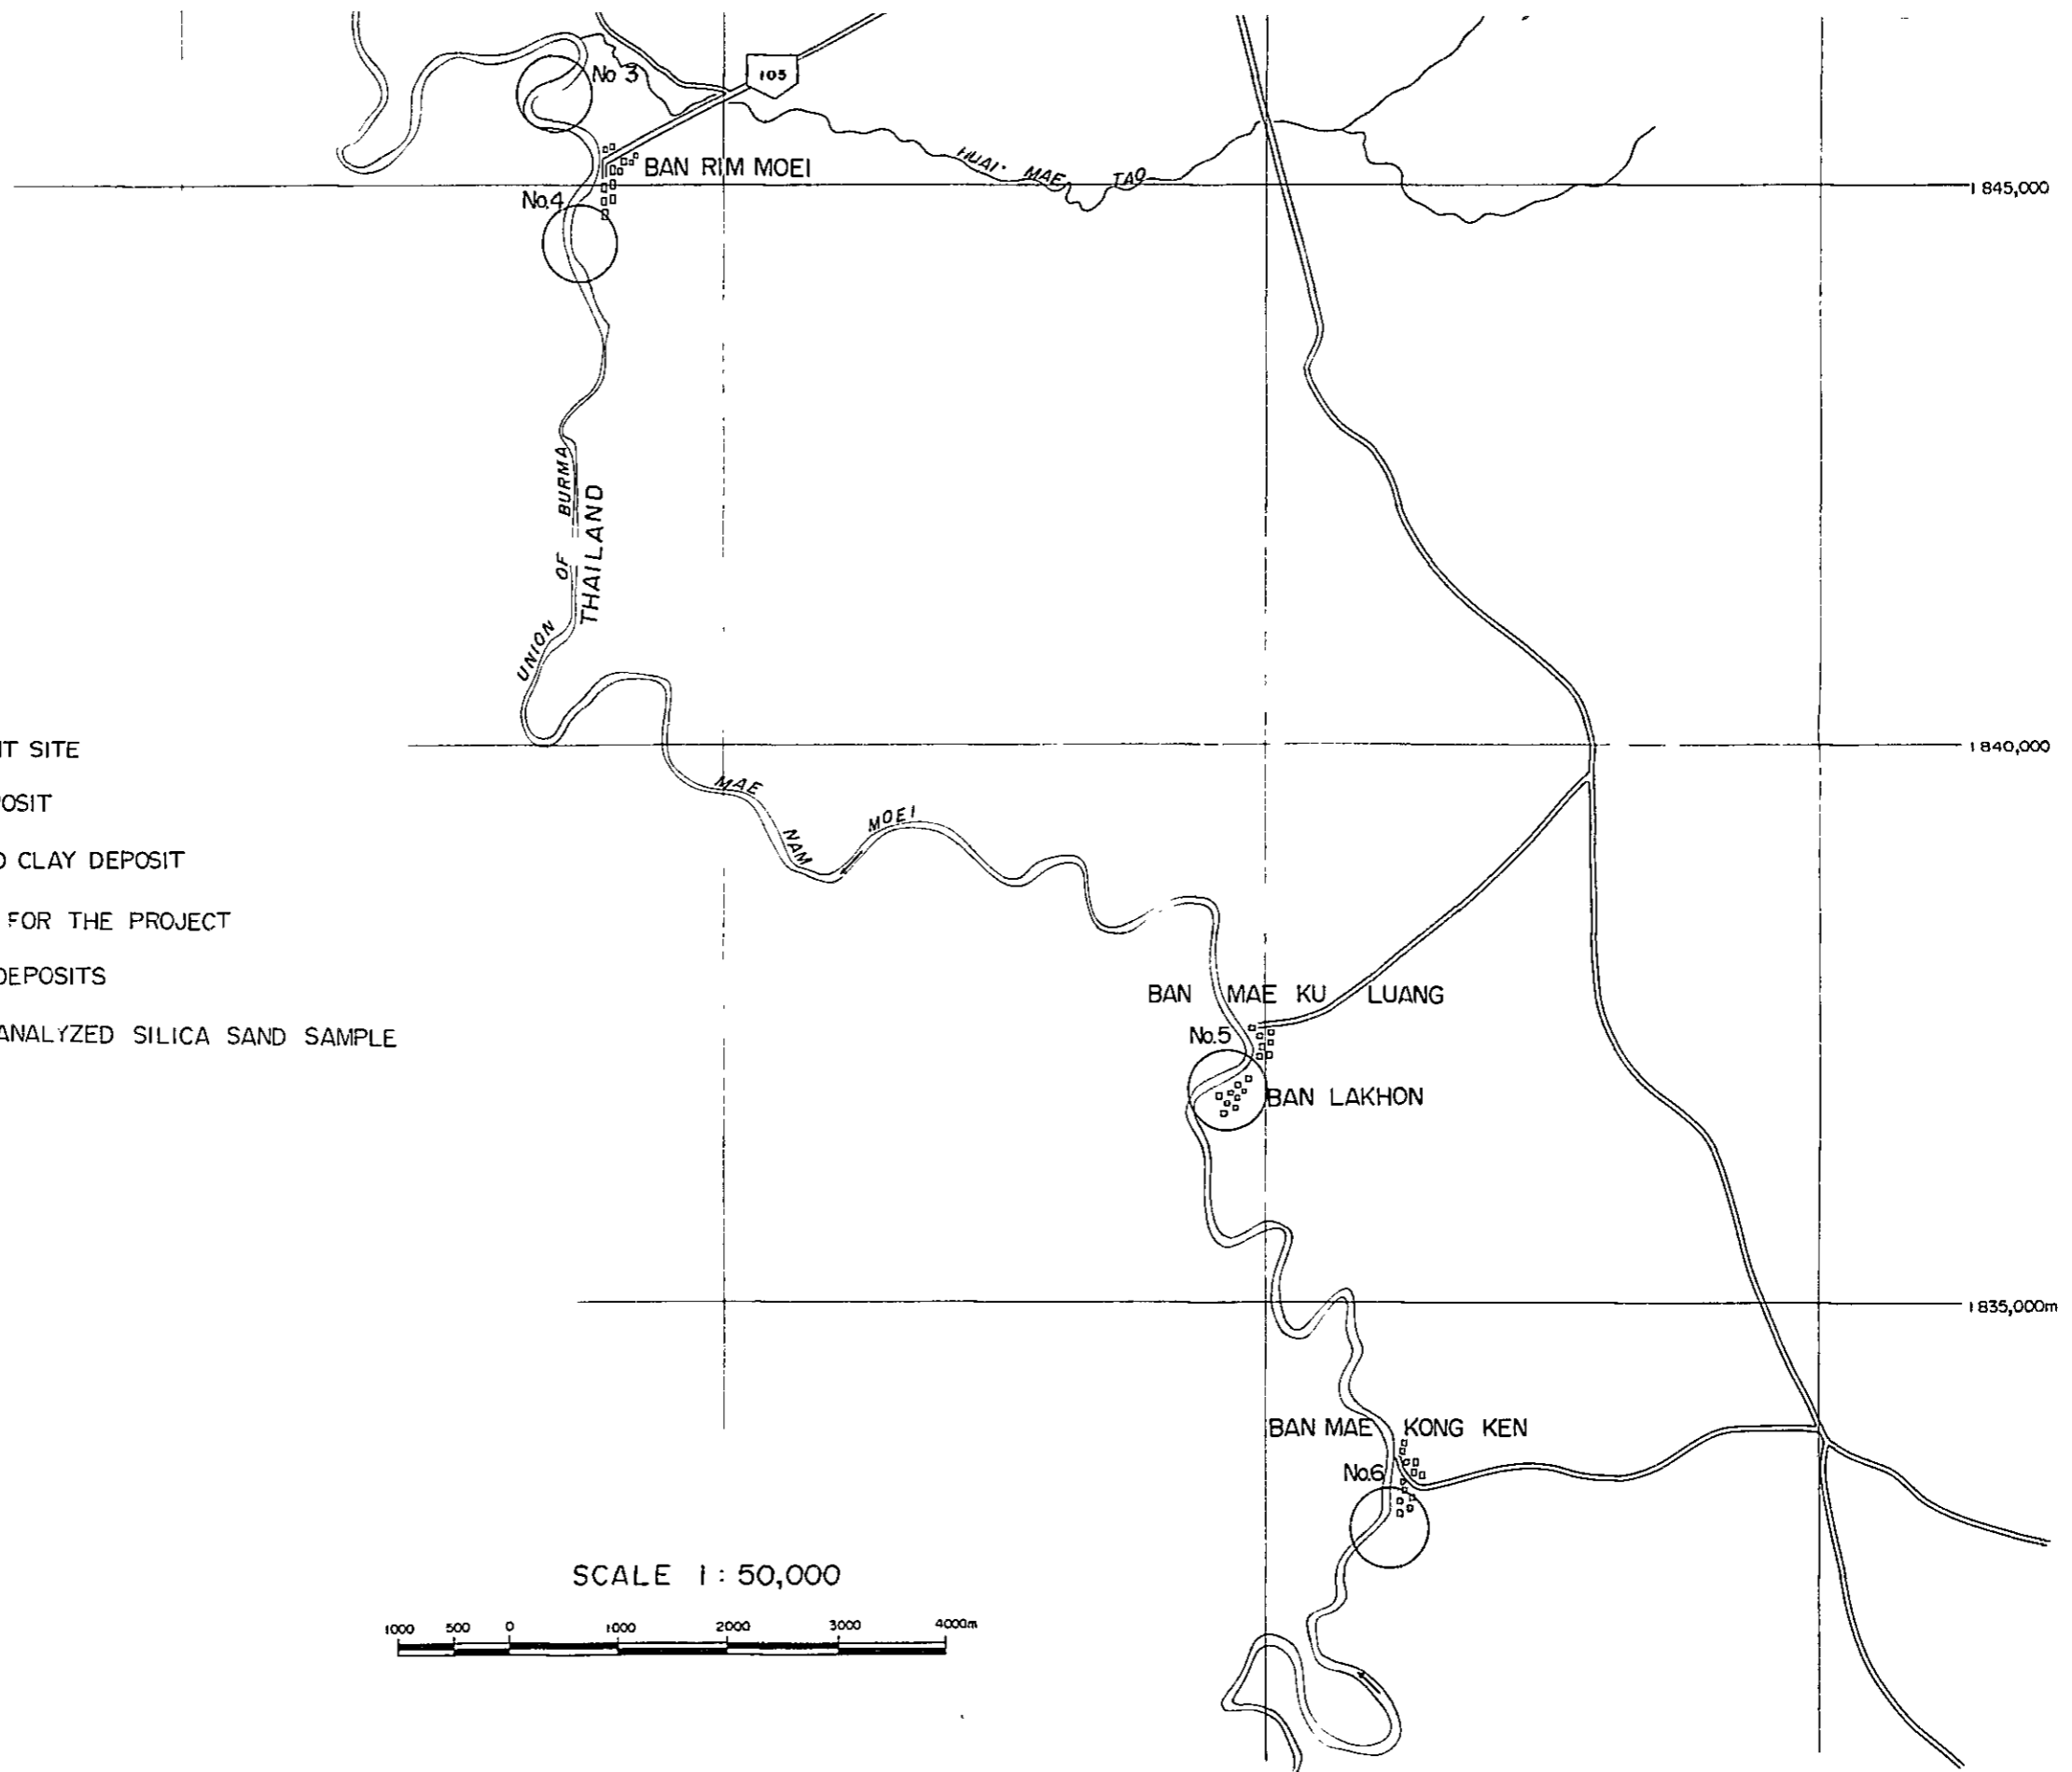 No 3
105
BAN RIM MOEI
HUAI MAE TAO
1 845,000
No.4
UNION OF BURMA
THAILAND
IT SITE
1 840,000
OSIT
MAE NAM MOEI
CLAY DEPOSIT
FOR THE PROJECT
DEPOSITS
BAN MAE KU LUANG
ANALYZED SILICA SAND SAMPLE
No.5
BAN LAKHON
1 835,000m
BAN MAE KONG KEN
No.6
SCALE 1 : 50,000
1000 500 0 1000 2000 3000 4000m